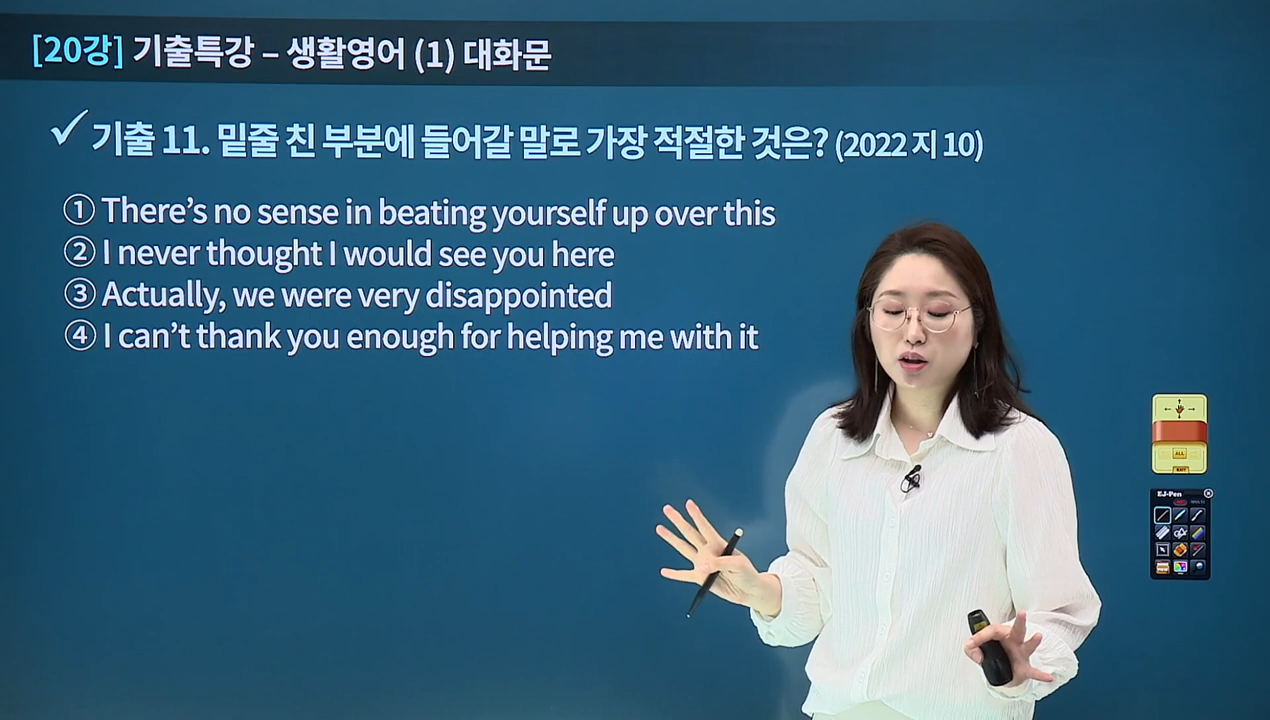 [20강] 기출특강 – 생활영어 (1) 대화문
✓ 기출 11. 밑줄 친 부분에 들어갈 말로 가장 적절한 것은? (2022 지 10)
① There's no sense in beating yourself up over this
② I never thought I would see you here
③ Actually, we were very disappointed
④ I can't thank you enough for helping me with it
ALL
EJ-Pen